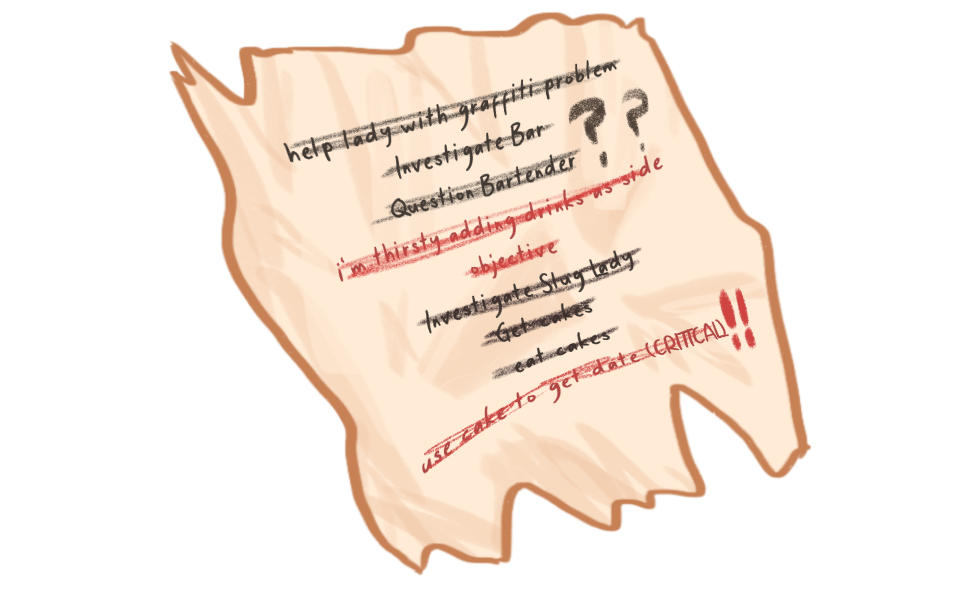 help lady with graffiti problem
Investigate Bar ??
Question Bartender
i'm thirsty adding drinks as side
objective
Investigate Slug lady
Get cakes
eat cakes
use cake to get date (CRITICAL)!!